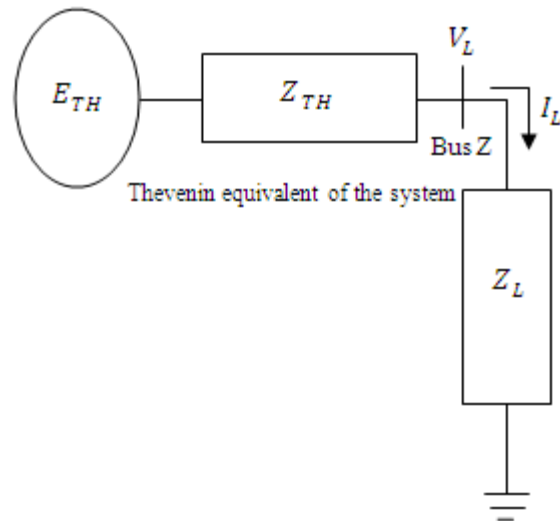 E_TH
Z_TH
V_L
I_L
Bus Z
Thevenin equivalent of the system
Z_L